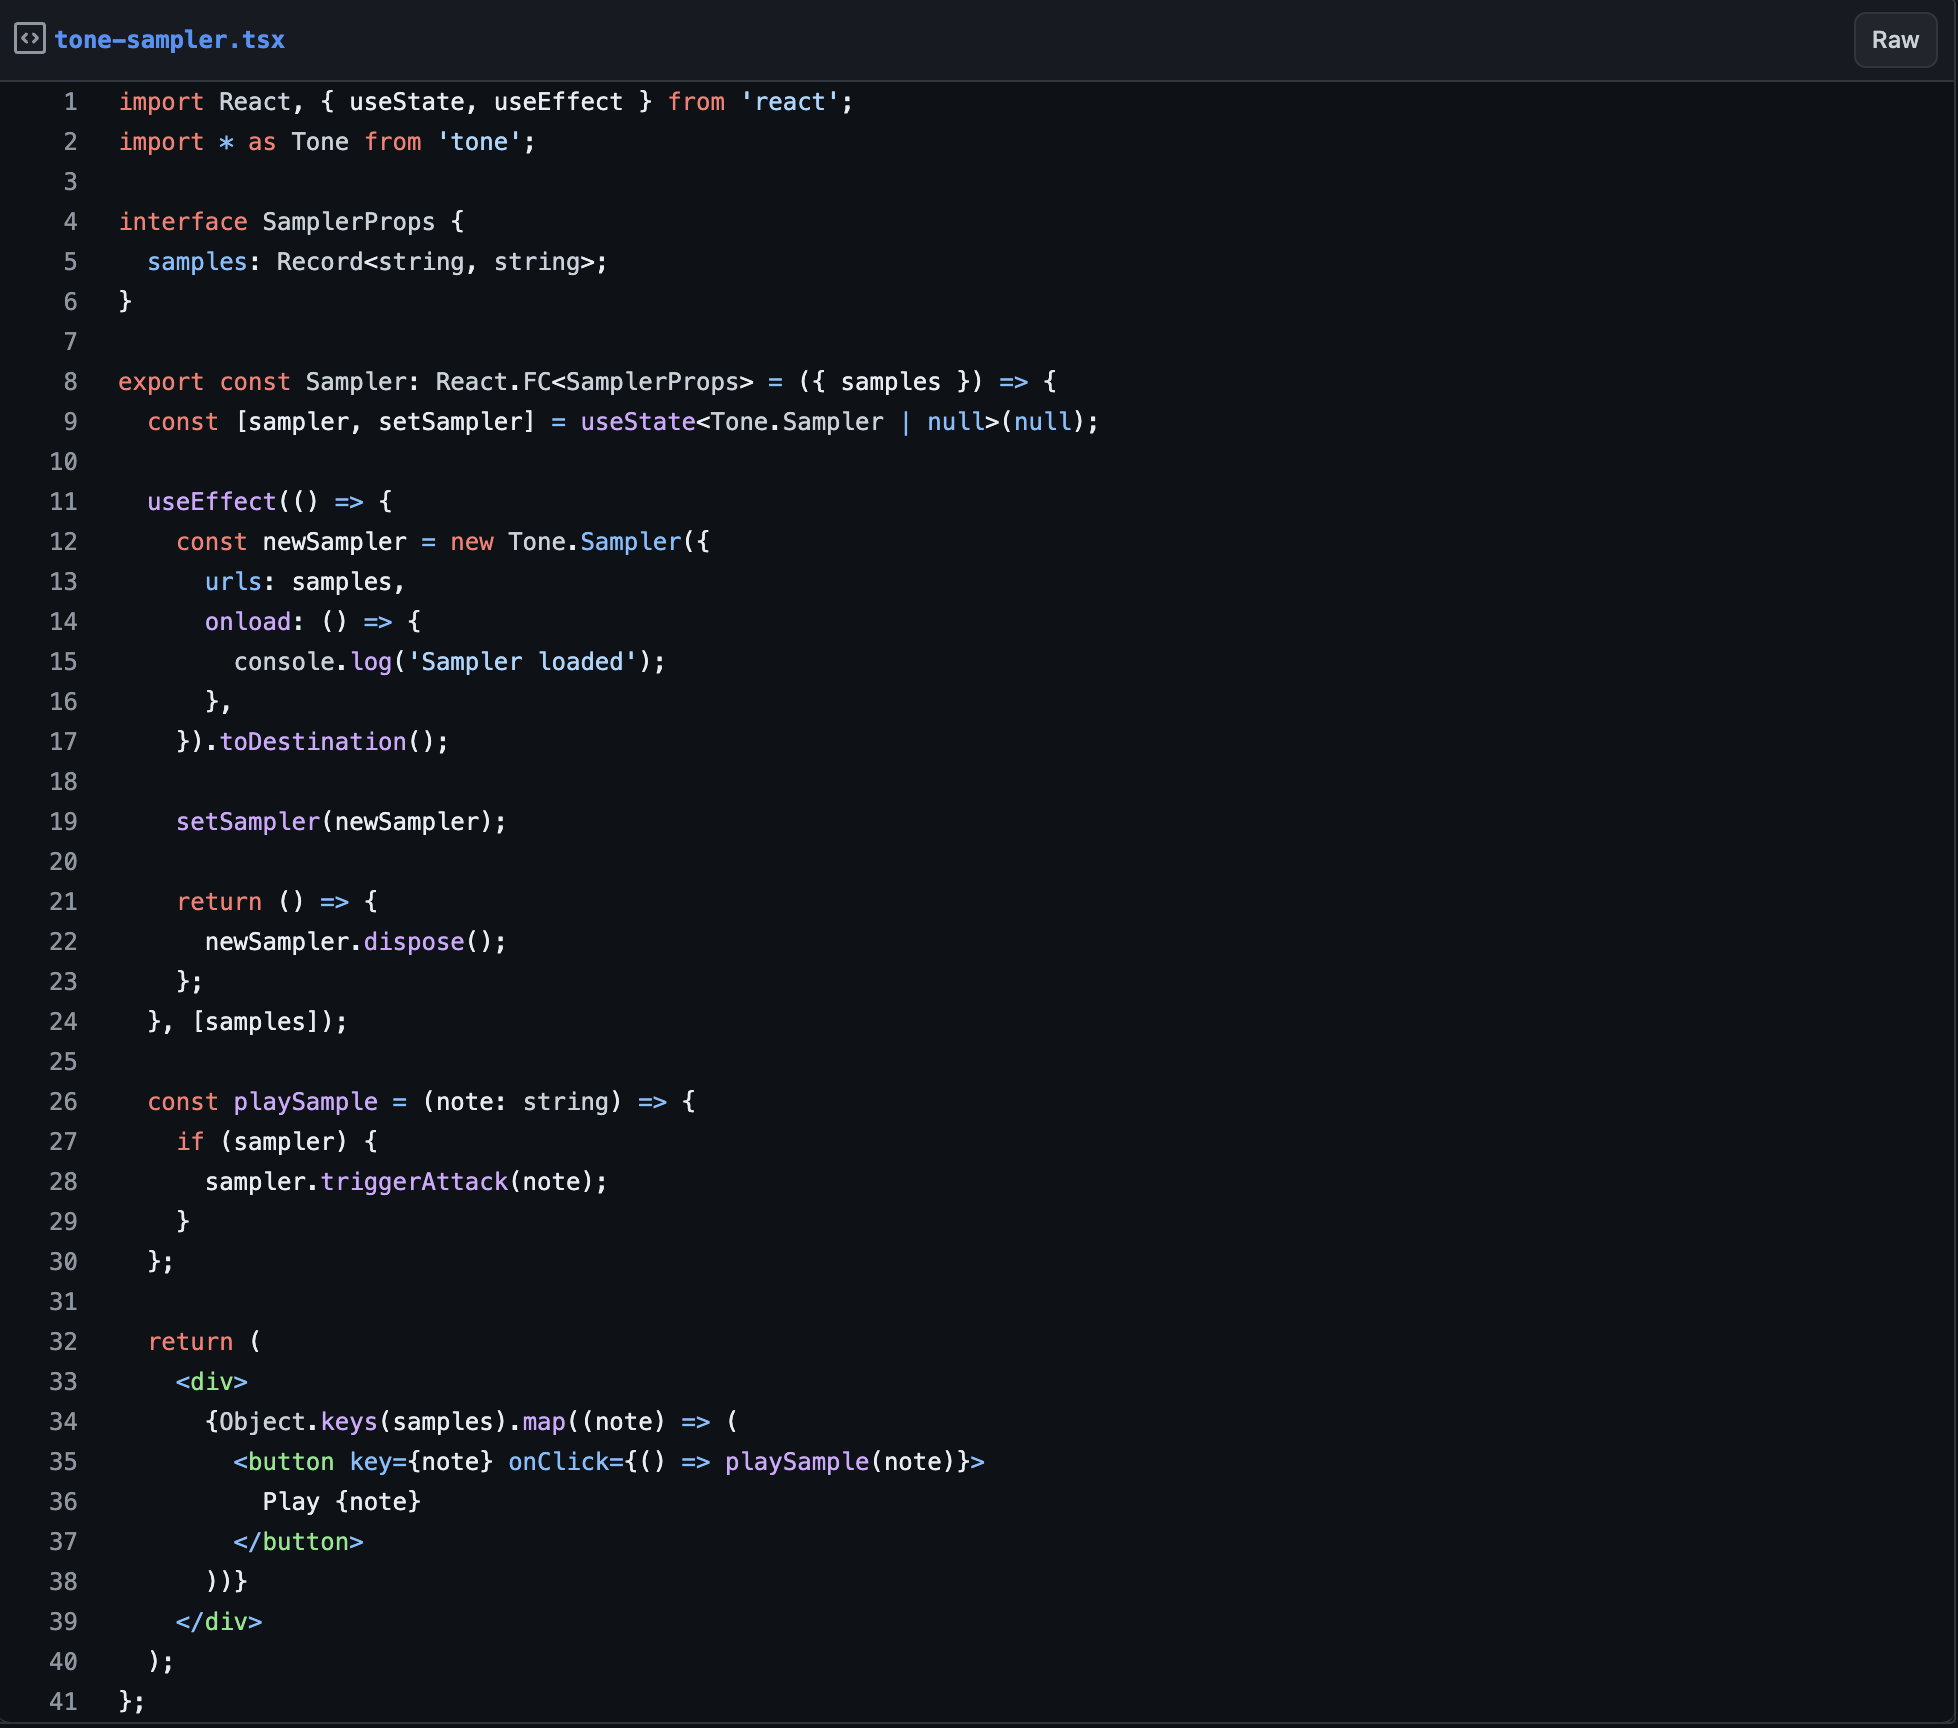 tone-sampler.tsx
Raw
1 import React, { useState, useEffect } from 'react';
2 import * as Tone from 'tone';
3
4 interface SamplerProps {
5   samples: Record<string, string>;
6 }
7
8 export const Sampler: React.FC<SamplerProps> = ({ samples }) => {
9   const [sampler, setSampler] = useState<Tone.Sampler | null>(null);
10
11   useEffect(() => {
12     const newSampler = new Tone.Sampler({
13       urls: samples,
14       onload: () => {
15         console.log('Sampler loaded');
16       },
17     }).toDestination();
18
19     setSampler(newSampler);
20
21     return () => {
22       newSampler.dispose();
23     };
24   }, [samples]);
25
26   const playSample = (note: string) => {
27     if (sampler) {
28       sampler.triggerAttack(note);
29     }
30   };
31
32   return (
33     <div>
34       {Object.keys(samples).map((note) => (
35         <button key={note} onClick={() => playSample(note)}>
36           Play {note}
37         </button>
38       ))}
39     </div>
40   );
41 };